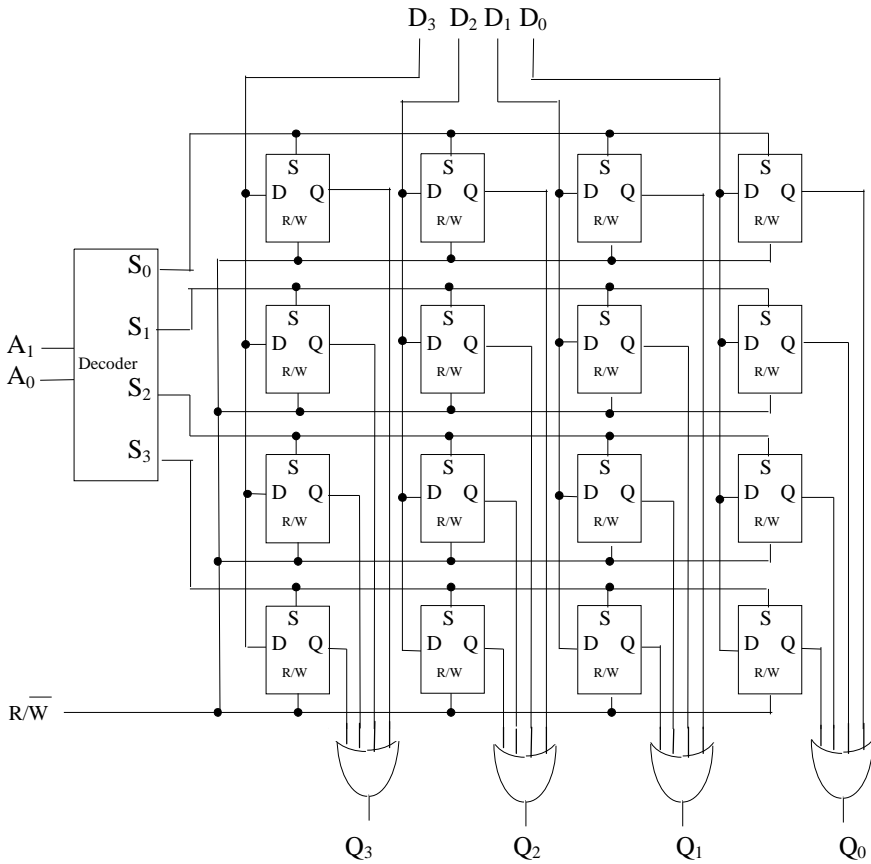 D₃ D₂ D₁ D₀
S S S S
D Q D Q D Q D Q
R/W R/W R/W R/W
S₀
S S S S
S₁
D Q D Q D Q D Q
A₁
Decoder
R/W R/W R/W R/W
A₀
S₂
S₃
S S S S
D Q D Q D Q D Q
R/W R/W R/W R/W
S S S S
D Q D Q D Q D Q
R/W R/W R/W R/W
R/W̅
Q₃ Q₂ Q₁ Q₀